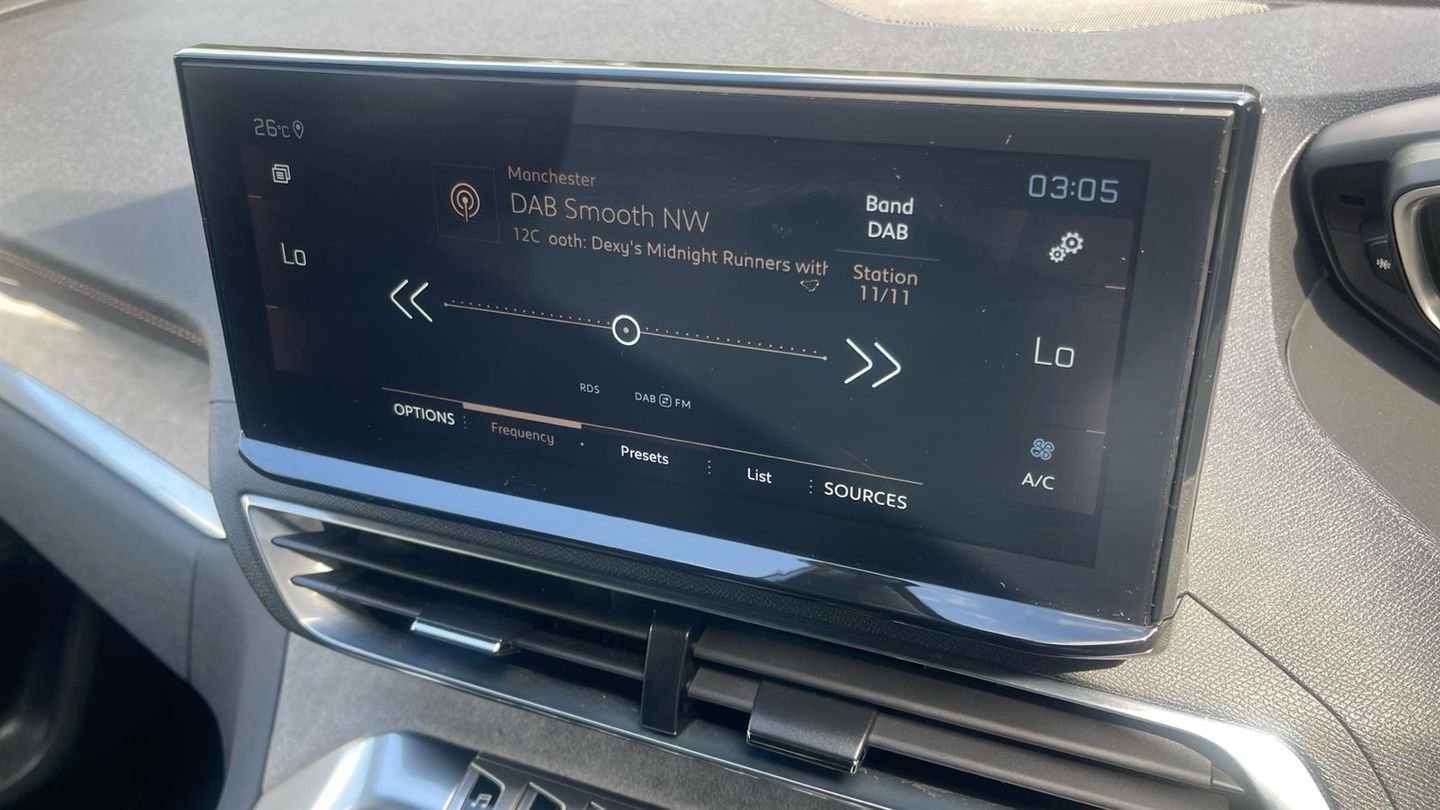 26°C
03:05
Manchester
DAB Smooth NW
12C ooth: Dexy's Midnight Runners with
Band
DAB
Station
11/11
Lo
Lo
RDS
DAB FM
OPTIONS
Frequency
Presets
List
SOURCES
A/C